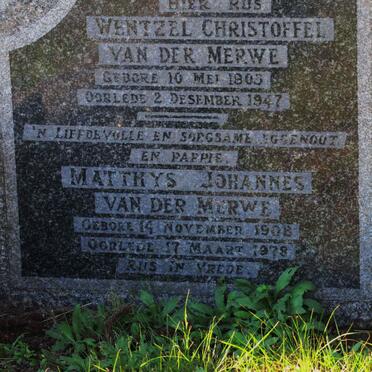 HIER RUS
WENTZEL CHRISTOFFEL
VAN DER MERWE
GEBORE 10 MEI 1903
OORLEDE 2 DESEMBER 1947
'N LIEFDEVOLLE EN SORGSAME EGGENOOT
EN PAPPIE
MATTHYS JOHANNES
VAN DER MERWE
GEBORE 14 NOVEMBER 1908
OORLEDE 17 MAART 1978
RUS IN VREDE